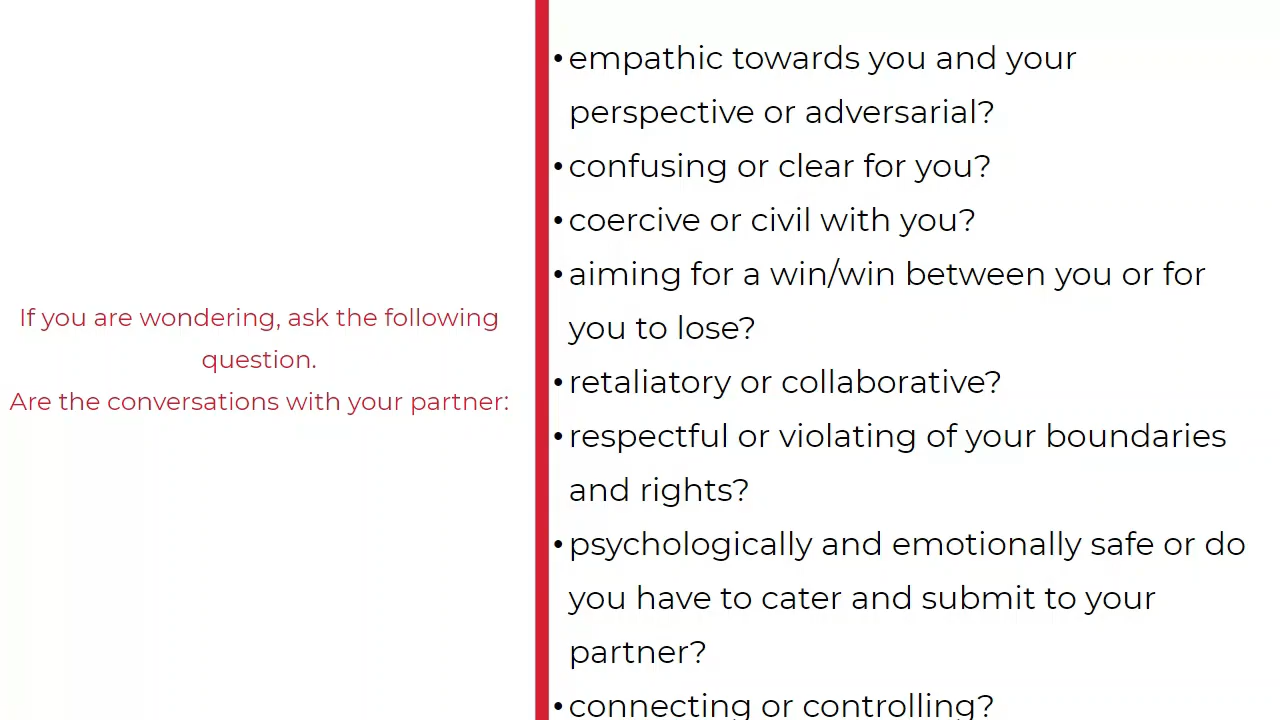 If you are wondering, ask the following
question.
Are the conversations with your partner:
•empathic towards you and your
perspective or adversarial?
•confusing or clear for you?
•coercive or civil with you?
•aiming for a win/win between you or for
you to lose?
•retaliatory or collaborative?
•respectful or violating of your boundaries
and rights?
•psychologically and emotionally safe or do
you have to cater and submit to your
partner?
•connecting or controlling?